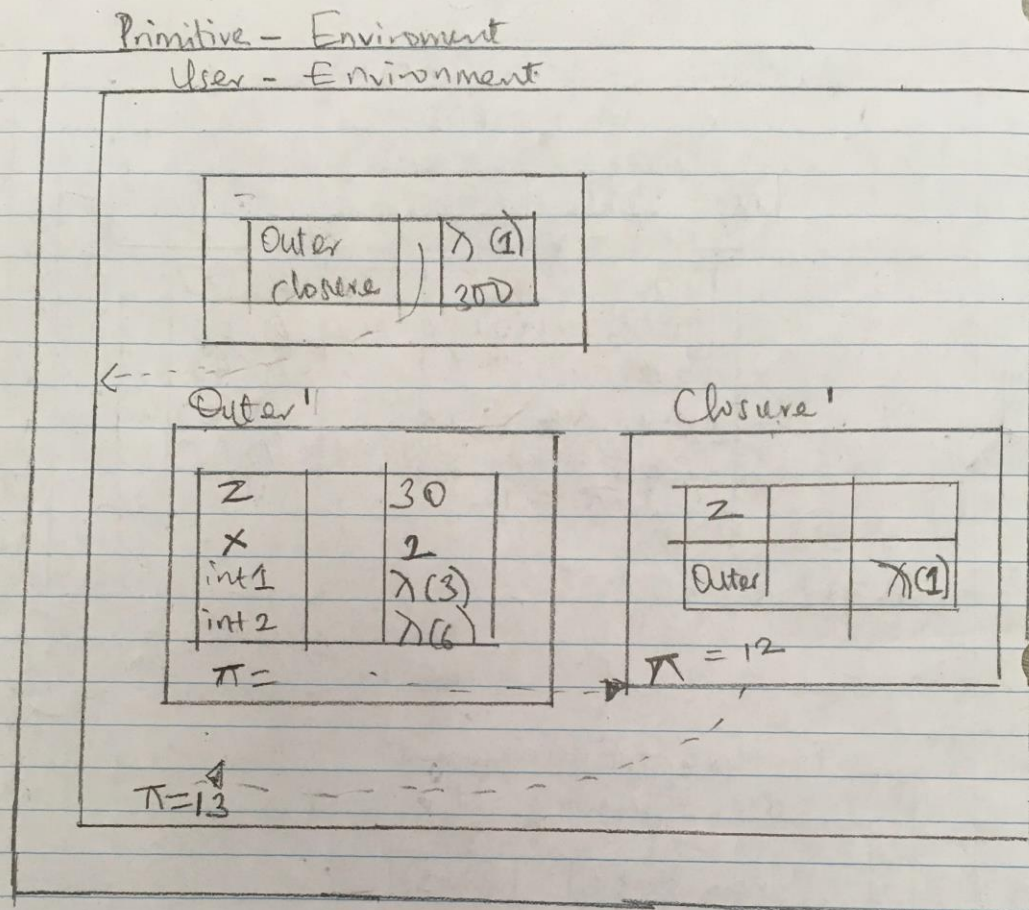 Primitive - Enviroment
User - Environment
Outer λ (1)
closure 300
Outer'
Z 30
X 2
int1 λ(3)
int2 λ(6)
π=
Closure'
Z
Outer λ(1)
π = 12
π=13